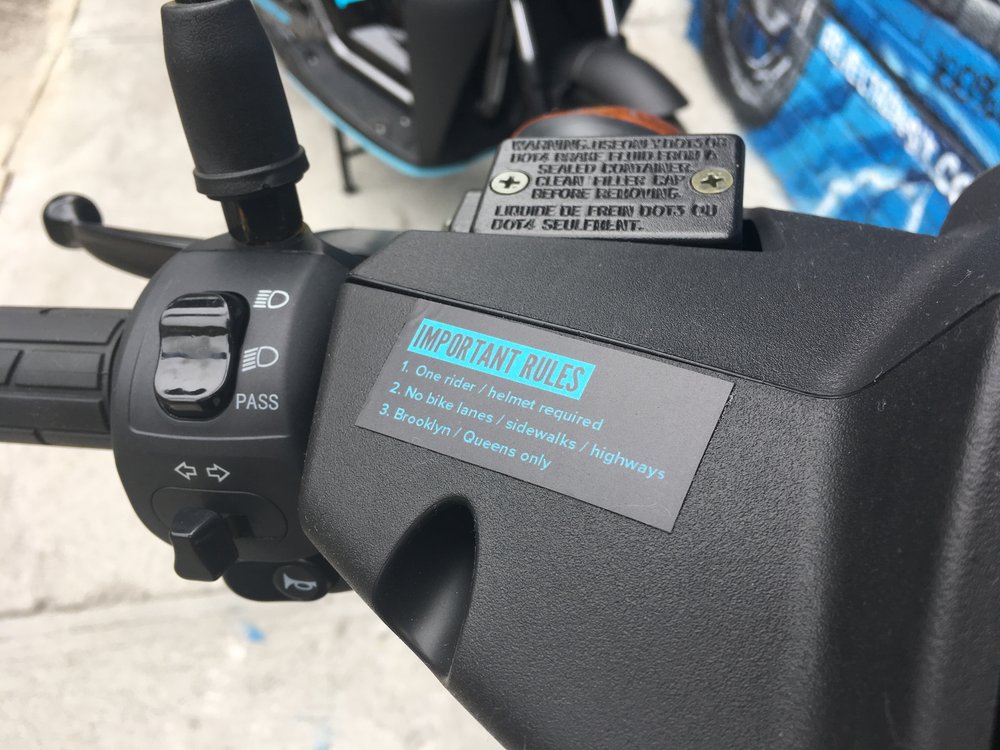 WARNING. USE ONLY DOT3 OR
DOT4 BRAKE FLUID FROM A
SEALED CONTAINER
CLEAN FILLER CAP
BEFORE REMOVING.
LIQUIDE DE FREIN DOT3 OU
DOT4 SEULEMENT.
IMPORTANT RULES
1. One rider / helmet required
2. No bike lanes / sidewalks / highways
3. Brooklyn / Queens only
PASS